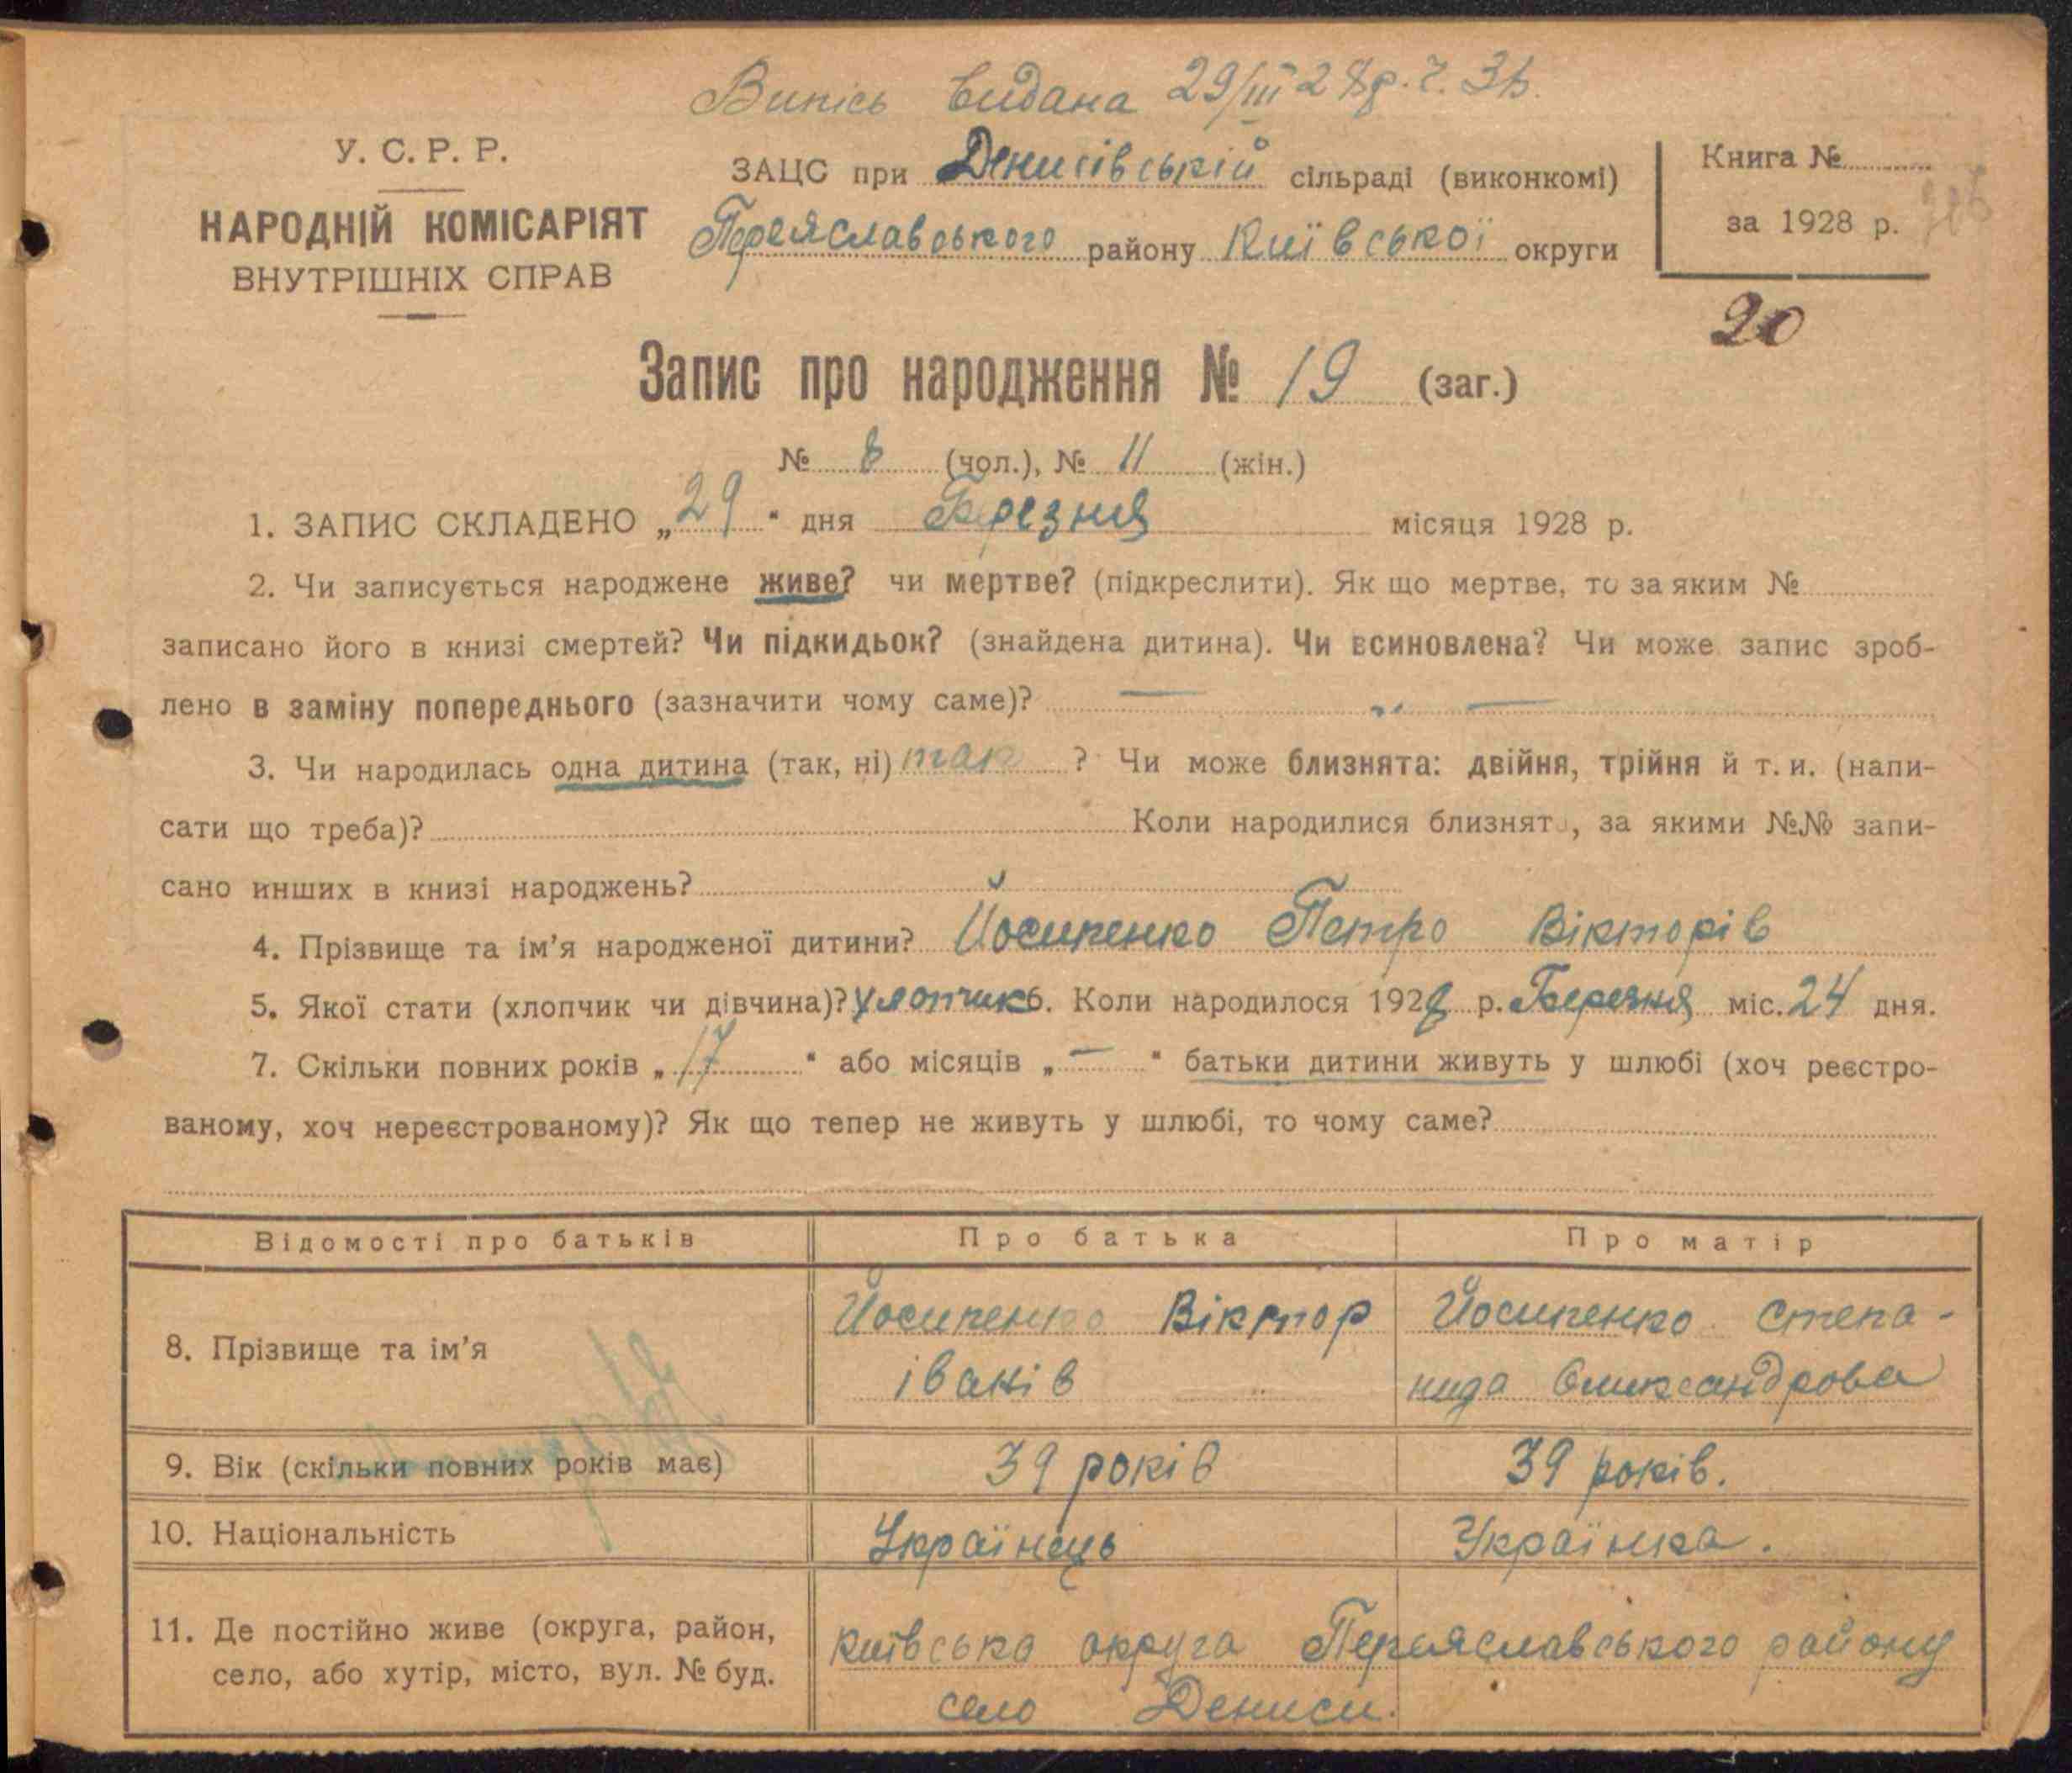 Випісь видана 29/III 28р. ч. 35.
У. С. Р. Р.
НАРОДНІЙ КОМІСАРІЯТ
ВНУТРІШНІХ СПРАВ
ЗАЦС при Денисівській сільраді (виконкомі)
Переяславського району Київської округи
Книга №
за 1928 р.
20
Запис про народження № 19 (заг.)
№ 8 (чол.), № 11 (жін.)
1. ЗАПИС СКЛАДЕНО „29" дня Березня місяця 1928 р.
2. Чи записується народжене живе? чи мертве? (підкреслити). Як що мертве, то за яким №
записано його в книзі смертей? Чи підкидьок? (знайдена дитина). Чи всиновлена? Чи може запис зроб-
лено в заміну попереднього (зазначити чому саме)? — „ —
3. Чи народилась одна дитина (так, ні) так ? Чи може близнята: двійня, трійня й т. и. (напи-
сати що треба)? Коли народилися близнята, за якими №№ запи-
сано инших в книзі народжень?
4. Прізвище та ім'я народженої дитини? Йосипенко Петро Вікторів
5. Якої стати (хлопчик чи дівчина)? хлопчик 6. Коли народилося 1928 р. Березня міс. 24 дня.
7. Скільки повних років „17" або місяців „—" батьки дитини живуть у шлюбі (хоч реєстро-
ваному, хоч нереєстрованому)? Як що тепер не живуть у шлюбі, то чому саме?
Відомості про батьків Про батька Про матір
8. Прізвище та ім'я Йосипенко Віктор Йосипенко Степа-
іванів нида Олександрова
9. Вік (скільки повних років має) 39 років 39 років.
10. Національність Українець Українка.
11. Де постійно живе (округа, район, Київська округа Переяславського району
село, або хутір, місто, вул. № буд. село Дениси.